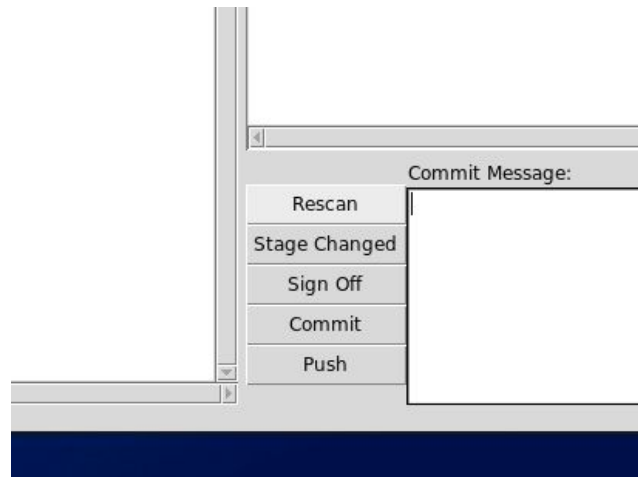 Commit Message:
Rescan
Stage Changed
Sign Off
Commit
Push